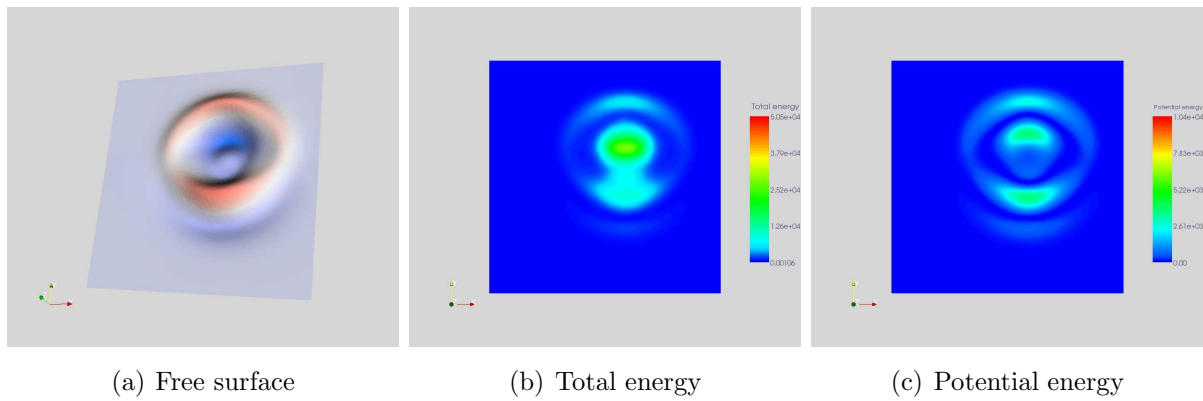 Total energy
5.05e+04
3.79e+04
2.52e+04
1.26e+04
0.00106
Potential energy
1.04e+04
7.83e+03
5.22e+03
2.61e+03
0.00
(a) Free surface
(b) Total energy
(c) Potential energy